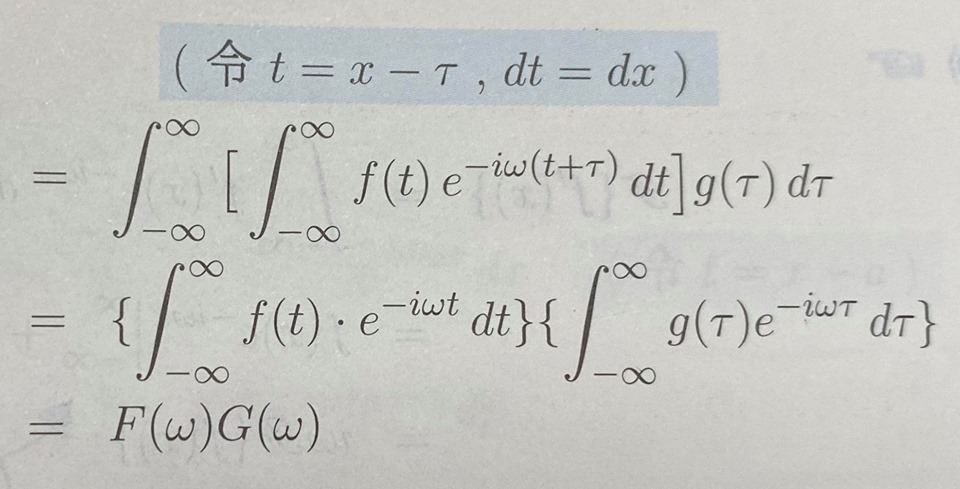 ( 令 t = x − τ , dt = dx )
= ∫_{−∞}^{∞} [ ∫_{−∞}^{∞} f(t) e^{−iω(t+τ)} dt] g(τ) dτ
= {∫_{−∞}^{∞} f(t) · e^{−iωt} dt}{∫_{−∞}^{∞} g(τ)e^{−iωτ} dτ}
= F(ω)G(ω)